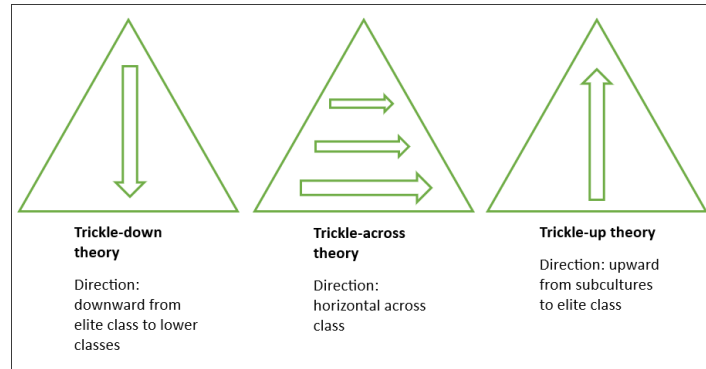 Trickle-down
theory
Direction:
downward from
elite class to lower
classes
Trickle-across
theory
Direction:
horizontal across
class
Trickle-up theory
Direction: upward
from subcultures
to elite class